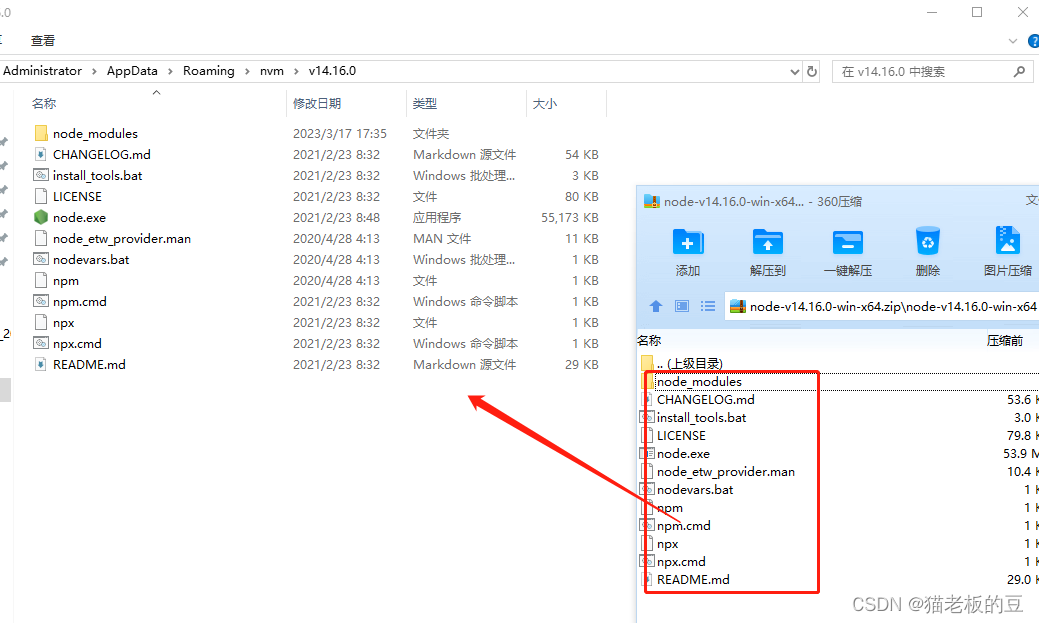 .0
查看
Administrator › AppData › Roaming › nvm › v14.16.0
在 v14.16.0 中搜索
名称 修改日期 类型 大小
node_modules 2023/3/17 17:35 文件夹
CHANGELOG.md 2021/2/23 8:32 Markdown 源文件 54 KB
install_tools.bat 2021/2/23 8:32 Windows 批处理... 3 KB
LICENSE 2021/2/23 8:32 文件 80 KB
node.exe 2021/2/23 8:48 应用程序 55,173 KB
node_etw_provider.man 2020/4/28 4:13 MAN 文件 11 KB
nodevars.bat 2020/4/28 4:13 Windows 批处理... 1 KB
npm 2020/4/28 4:13 文件 1 KB
npm.cmd 2021/2/23 8:32 Windows 命令脚本 1 KB
npx 2021/2/23 8:32 文件 1 KB
npx.cmd 2021/2/23 8:32 Windows 命令脚本 1 KB
README.md 2021/2/23 8:32 Markdown 源文件 29 KB
_2
node-v14.16.0-win-x64... - 360压缩 文
添加 解压到 一键解压 删除 图片压缩
node-v14.16.0-win-x64.zip\node-v14.16.0-win-x64
名称 压缩前
.. (上级目录)
node_modules
CHANGELOG.md 53.6 K
install_tools.bat 3.0 K
LICENSE 79.8 K
node.exe 53.9 M
node_etw_provider.man 10.4 K
nodevars.bat 1 K
npm 1 K
npm.cmd 1 K
npx 1 K
npx.cmd 1 K
README.md 29.0 K
CSDN @猫老板的豆